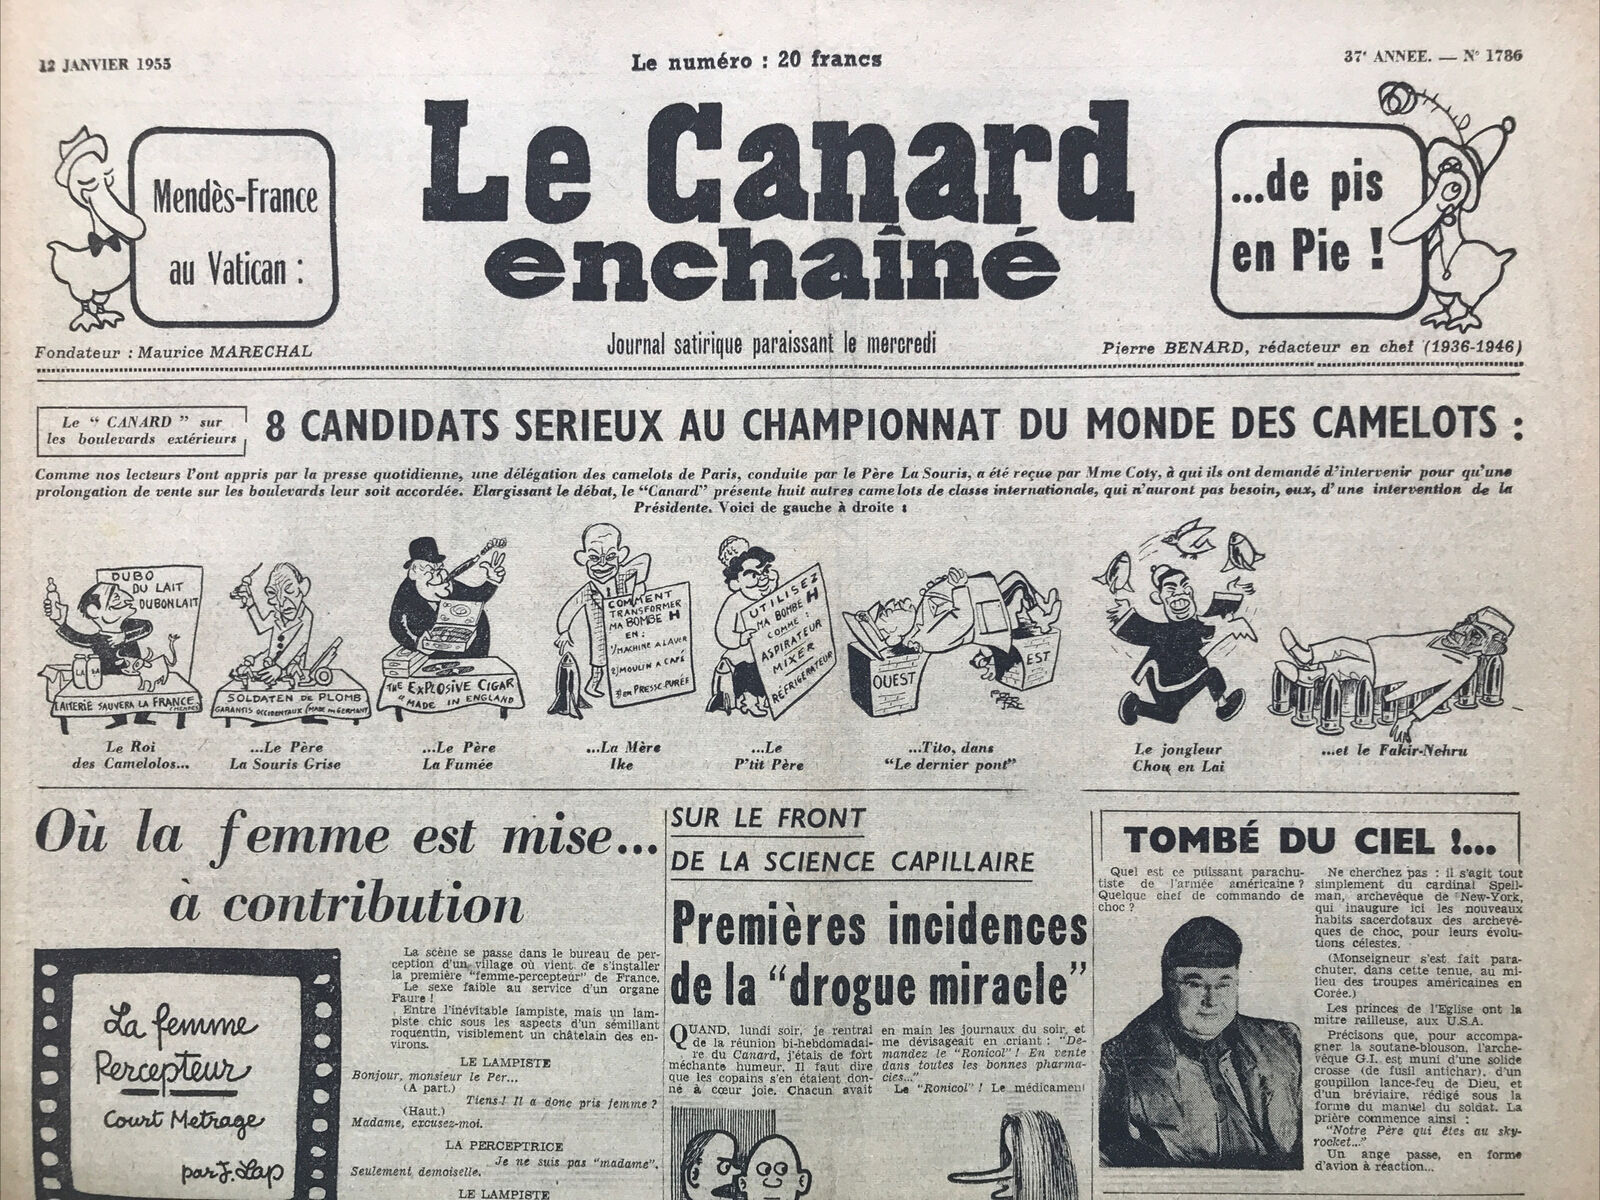 12 JANVIER 1955
Le numéro : 20 francs
37e ANNEE. — N° 1786
Mendès-France
au Vatican :
Le Canard
enchaîné
...de pis
en Pie !
Fondateur : Maurice MARECHAL
Journal satirique paraissant le mercredi
Pierre BENARD, rédacteur en chef (1936-1946)
Le " CANARD " sur
les boulevards extérieurs
8 CANDIDATS SERIEUX AU CHAMPIONNAT DU MONDE DES CAMELOTS :
Comme nos lecteurs l'ont appris par la presse quotidienne, une délégation des camelots de Paris, conduite par le Père La Souris, a été reçue par Mme Coty, à qui ils ont demandé d'intervenir pour qu'une
prolongation de vente sur les boulevards leur soit accordée. Elargissant le débat, le "Canard" présente huit autres camelots de classe internationale, qui n'auront pas besoin, eux, d'une intervention de la
Présidente. Voici de gauche à droite :
DUBO
DU LAIT
DUBONLAIT
LAITERIE SAUVERA LA FRANCE
SOLDATEN DE PLOMB
GARANTIS OCCIDENTAUX (MADE IN GERMANY
THE EXPLOSIVE CIGAR
MADE IN ENGLAND
COMMENT
TRANSFORMER
MA BOMBE H
EN :
1/MACHINE A LAVER
2/MOULIN A CAFÉ
3/EN PRESSE-PURÉE
UTILISEZ
MA BOMBE H
COMME
ASPIRATEUR
MIXER
RÉFRIGÉRATEUR
OUEST
EST
Le Roi
des Camelolos...
...Le Père
La Souris Grise
...Le Père
La Fumée
...La Mère
Ike
...Le
P'tit Père
...Tito, dans
"Le dernier pont"
Le jongleur
Chou en Lai
...et le Fakir-Nehru
Où la femme est mise...
à contribution
La femme
Percepteur
Court Metrage
par J. Lap
La scène se passe dans le bureau de per-
ception d'un village où vient de s'installer
la première "femme-percepteur" de France.
Le sexe faible au service d'un organe
Faure !
Entre l'inévitable lampiste, mais un lam-
piste chic sous les aspects d'un sémillant
roquentin, visiblement un châtelain des en-
virons.
LE LAMPISTE
Bonjour, monsieur le Per...
(A part.)
Tiens ! Il a donc pris femme ?
(Haut.)
Madame, excusez-moi.
LA PERCEPTRICE
Je ne suis pas "madame".
Seulement demoiselle.
LE LAMPISTE
SUR LE FRONT
DE LA SCIENCE CAPILLAIRE
Premières incidences
de la "drogue miracle"
QUAND, lundi soir, je rentrai
de la réunion bi-hebdomadai-
re du Canard, j'étais de fort
méchante humeur. Il faut dire
que les copains s'en étaient don-
né à cœur joie. Chacun avait
en main les journaux du soir, et
me dévisageait en criant : "De-
mandez le "Ronicol" ! En vente
dans toutes les bonnes pharma-
cies..."
Le "Ronicol" ! Le médicament
TOMBÉ DU CIEL !...
Quel est ce puissant parachu-
tiste de l'armée américaine ?
Quelque chef de commando de
choc ?
Ne cherchez pas : il s'agit tout
simplement du cardinal Spell-
man, archevêque de New-York,
qui inaugure ici les nouveaux
habits sacerdotaux des archevê-
ques de choc, pour leurs évolu-
tions célestes.
(Monseigneur s'est fait para-
chuter, dans cette tenue, au mi-
lieu des troupes américaines en
Corée.)
Les princes de l'Eglise ont la
mitre railleuse, aux U.S.A.
Précisons que, pour accompa-
gner la soutane-blouson, l'arche-
vêque G.I. est muni d'une solide
crosse (de fusil antichar), d'un
goupillon lance-feu de Dieu, et
d'un bréviaire, rédigé sous la
forme du manuel du soldat. La
prière commence ainsi :
"Notre Père qui êtes au sky-
rocket..."
Un ange passe, en forme
d'avion à réaction...